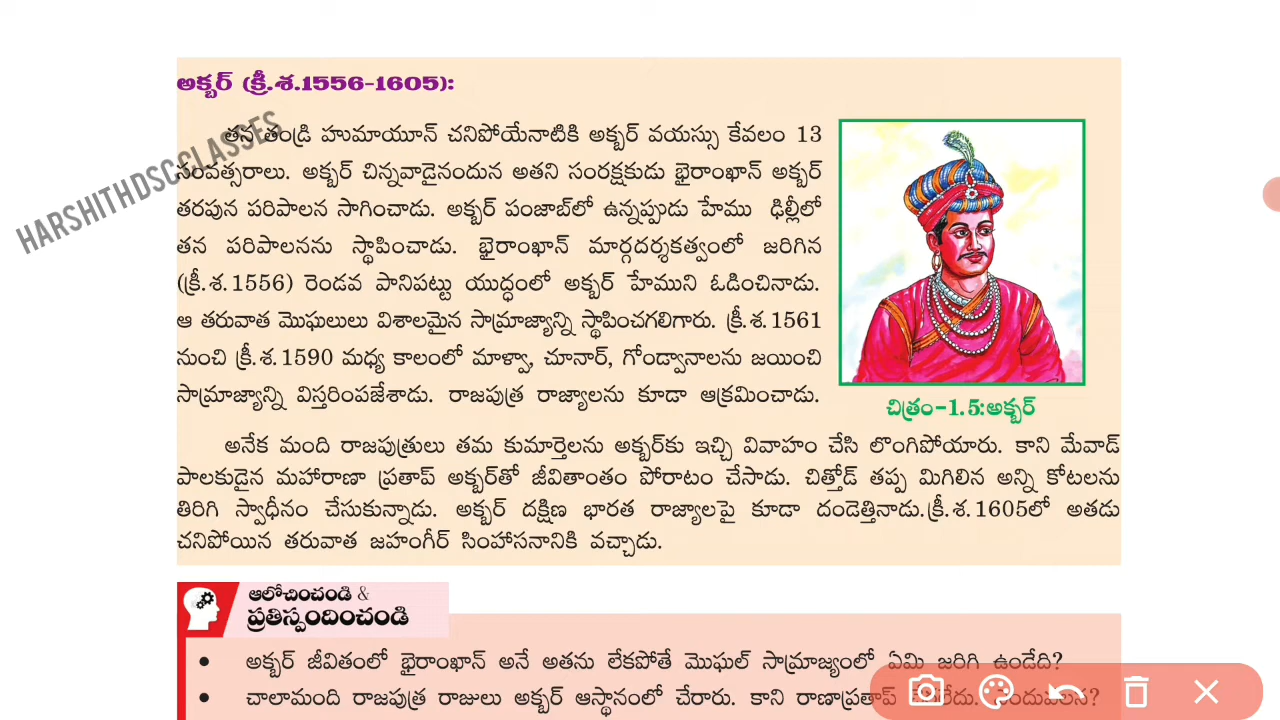 అక్బర్ (క్రీ.శ.1556-1605):
తన తండ్రి హుమాయూన్ చనిపోయేనాటికి అక్బర్ వయస్సు కేవలం 13
సంవత్సరాలు. అక్బర్ చిన్నవాడైనందున అతని సంరక్షకుడు భైరాంఖాన్ అక్బర్
తరపున పరిపాలన సాగించాడు. అక్బర్ పంజాబ్‌లో ఉన్నప్పుడు హేము ఢిల్లీలో
తన పరిపాలనను స్థాపించాడు. భైరాంఖాన్ మార్గదర్శకత్వంలో జరిగిన
(క్రీ.శ.1556) రెండవ పానిపట్టు యుద్ధంలో అక్బర్ హేముని ఓడించినాడు.
ఆ తరువాత మొఘలులు విశాలమైన సామ్రాజ్యాన్ని స్థాపించగలిగారు. క్రీ.శ.1561
నుంచి క్రీ.శ.1590 మధ్య కాలంలో మాళ్వా, చూనార్, గోండ్వానాలను జయించి
సామ్రాజ్యాన్ని విస్తరింపజేశాడు. రాజపుత్ర రాజ్యాలను కూడా ఆక్రమించాడు.
చిత్రం-1.5:అక్బర్
అనేక మంది రాజపుత్రులు తమ కుమార్తెలను అక్బర్‌కు ఇచ్చి వివాహం చేసి లొంగిపోయారు. కాని మేవాడ్
పాలకుడైన మహారాణా ప్రతాప్ అక్బర్‌తో జీవితాంతం పోరాటం చేసాడు. చిత్తోడ్ తప్ప మిగిలిన అన్ని కోటలను
తిరిగి స్వాధీనం చేసుకున్నాడు. అక్బర్ దక్షిణ భారత రాజ్యాలపై కూడా దండెత్తినాడు.క్రీ.శ.1605లో అతడు
చనిపోయిన తరువాత జహంగీర్ సింహాసనానికి వచ్చాడు.
HARSHITH DSC CLASSES
ఆలోచించండి &
ప్రతిస్పందించండి
• అక్బర్ జీవితంలో భైరాంఖాన్ అనే అతను లేకపోతే మొఘల్ సామ్రాజ్యంలో ఏమి జరిగి ఉండేది?
• చాలామంది రాజపుత్ర రాజులు అక్బర్ ఆస్థానంలో చేరారు. కాని రాణాప్రతాప్